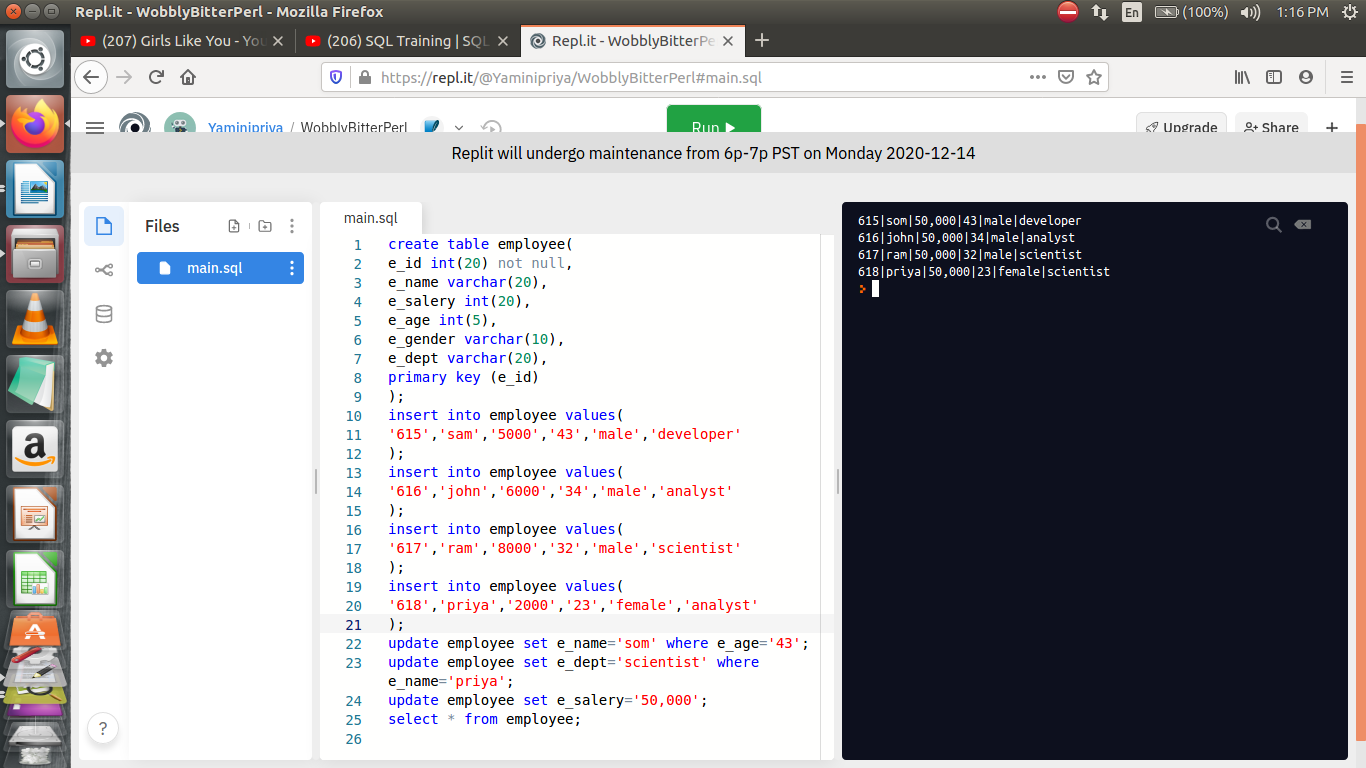 Repl.it - WobblyBitterPerl - Mozilla Firefox
En
(100%)
1:16 PM
(207) Girls Like You - You
(206) SQL Training | SQL
Repl.it - WobblyBitterPe
https://repl.it/@Yaminipriya/WobblyBitterPerl#main.sql
Yaminipriya / WobblyBitterPerl
Run
Upgrade
Share
Replit will undergo maintenance from 6p-7p PST on Monday 2020-12-14
Files
main.sql
main.sql
1 create table employee(
2 e_id int(20) not null,
3 e_name varchar(20),
4 e_salery int(20),
5 e_age int(5),
6 e_gender varchar(10),
7 e_dept varchar(20),
8 primary key (e_id)
9 );
10 insert into employee values(
11 '615','sam','5000','43','male','developer'
12 );
13 insert into employee values(
14 '616','john','6000','34','male','analyst'
15 );
16 insert into employee values(
17 '617','ram','8000','32','male','scientist'
18 );
19 insert into employee values(
20 '618','priya','2000','23','female','analyst'
21 );
22 update employee set e_name='som' where e_age='43';
23 update employee set e_dept='scientist' where
e_name='priya';
24 update employee set e_salery='50,000';
25 select * from employee;
26
615|som|50,000|43|male|developer
616|john|50,000|34|male|analyst
617|ram|50,000|32|male|scientist
618|priya|50,000|23|female|scientist
>
?